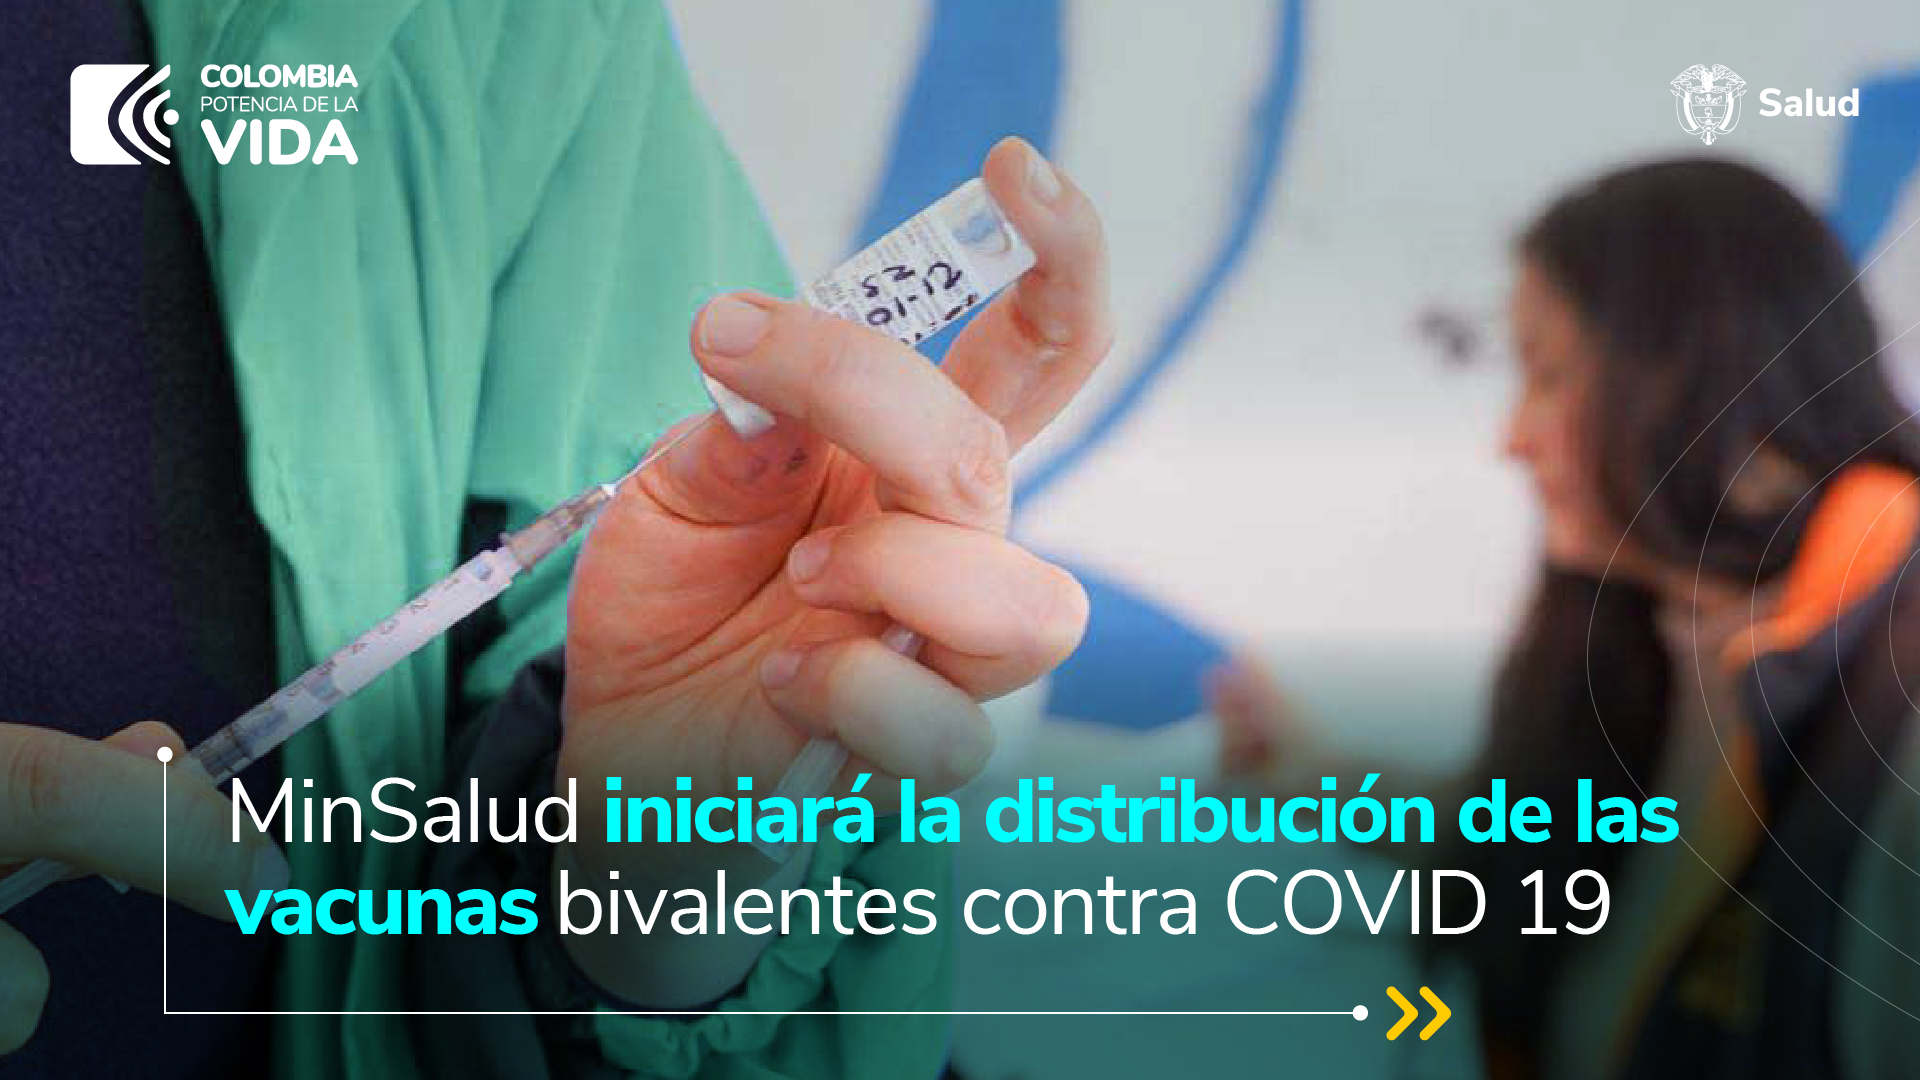 COLOMBIA
POTENCIA DE LA
VIDA
Salud
MinSalud iniciará la distribución de las
vacunas bivalentes contra COVID 19